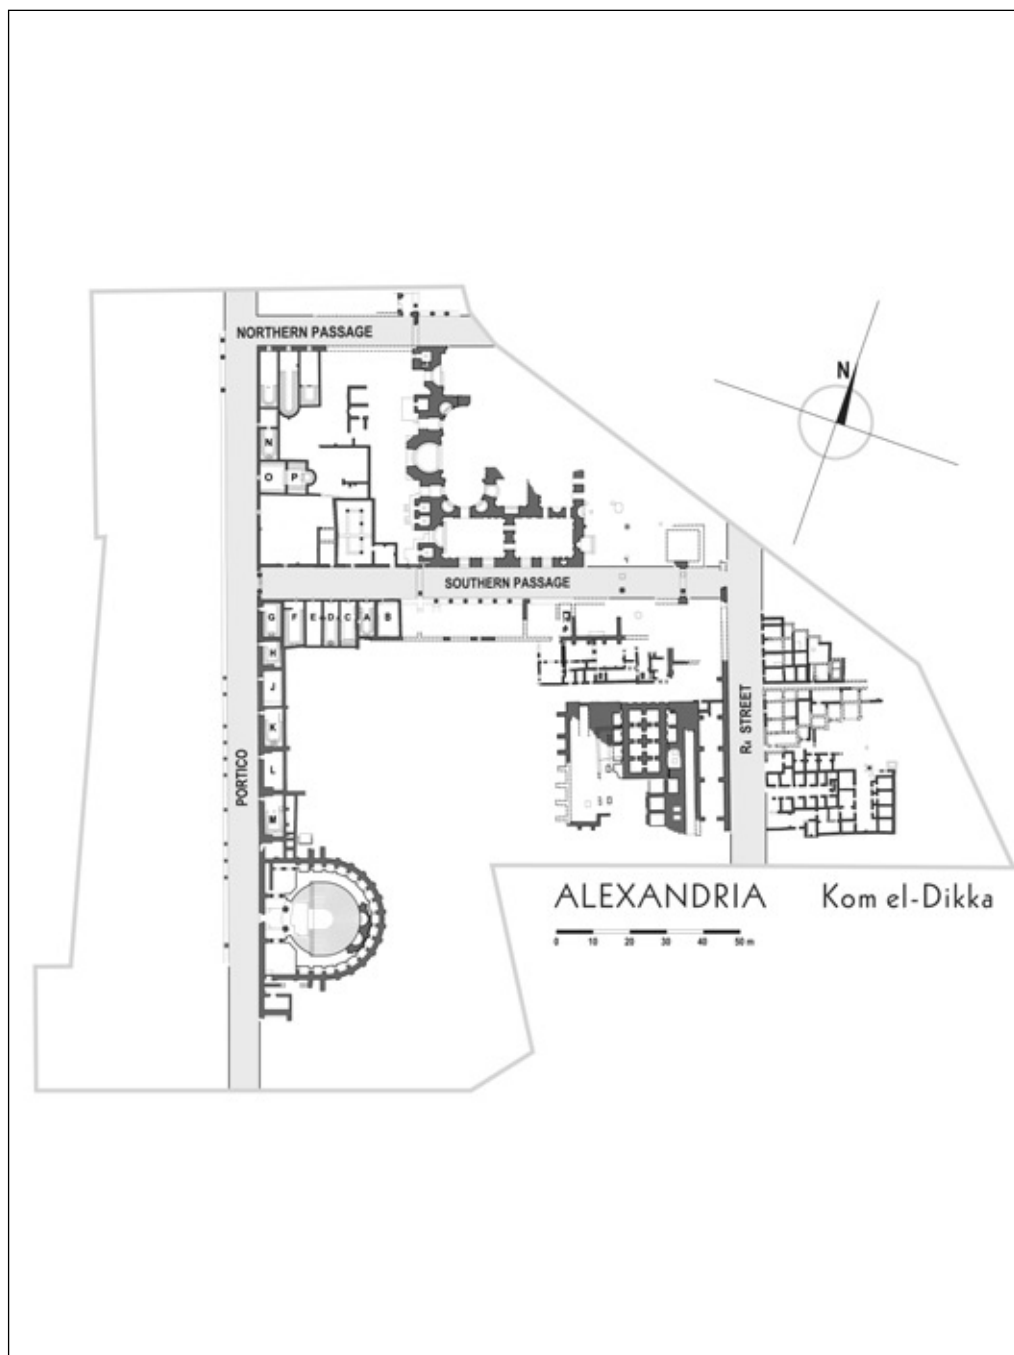 NORTHERN PASSAGE
N
N
O P
SOUTHERN PASSAGE
G F E D C A B
H
J
K
L
M
PORTICO
R4 STREET
ALEXANDRIA Kom el-Dikka
0 10 20 30 40 50 m